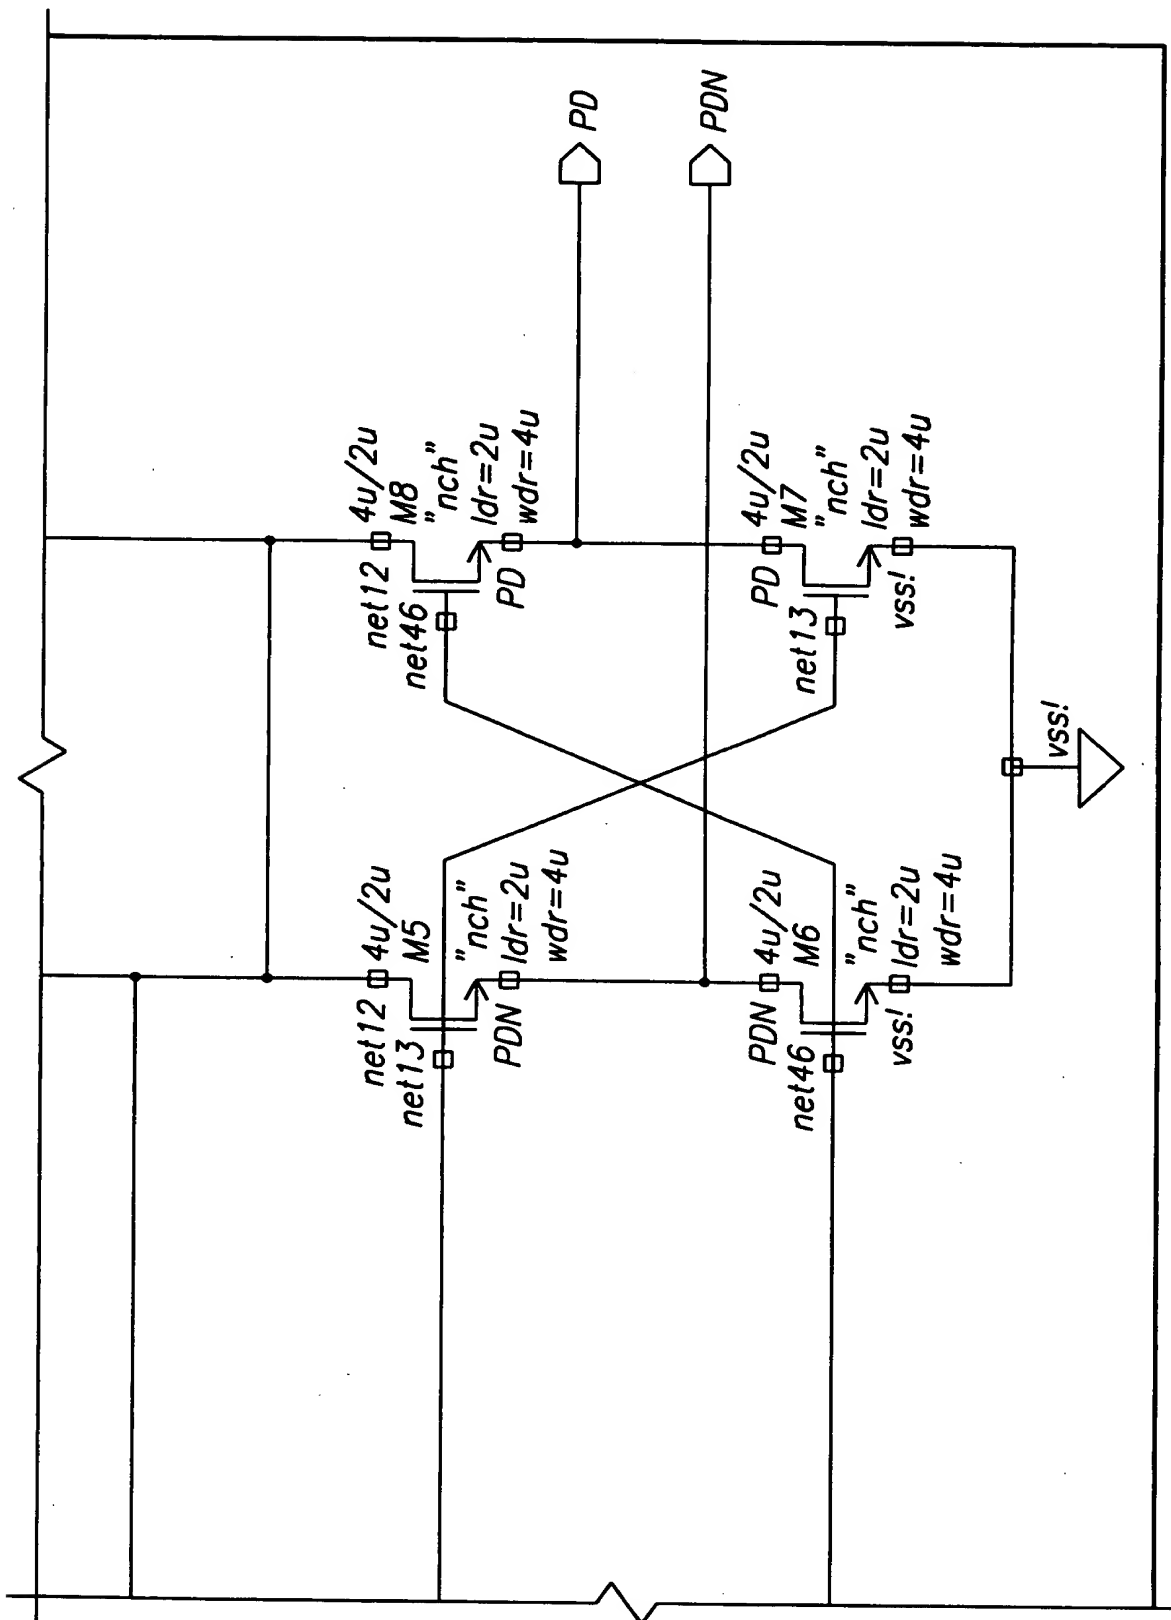 PD
PDN
4u/2u
M8
"nch"
ldr=2u
wdr=4u
net12
net46
PD
4u/2u
M7
"nch"
ldr=2u
wdr=4u
PD
net13
vss!
vss!
4u/2u
M5
"nch"
ldr=2u
wdr=4u
net12
net13
PDN
4u/2u
M6
"nch"
ldr=2u
wdr=4u
PDN
net46
vss!